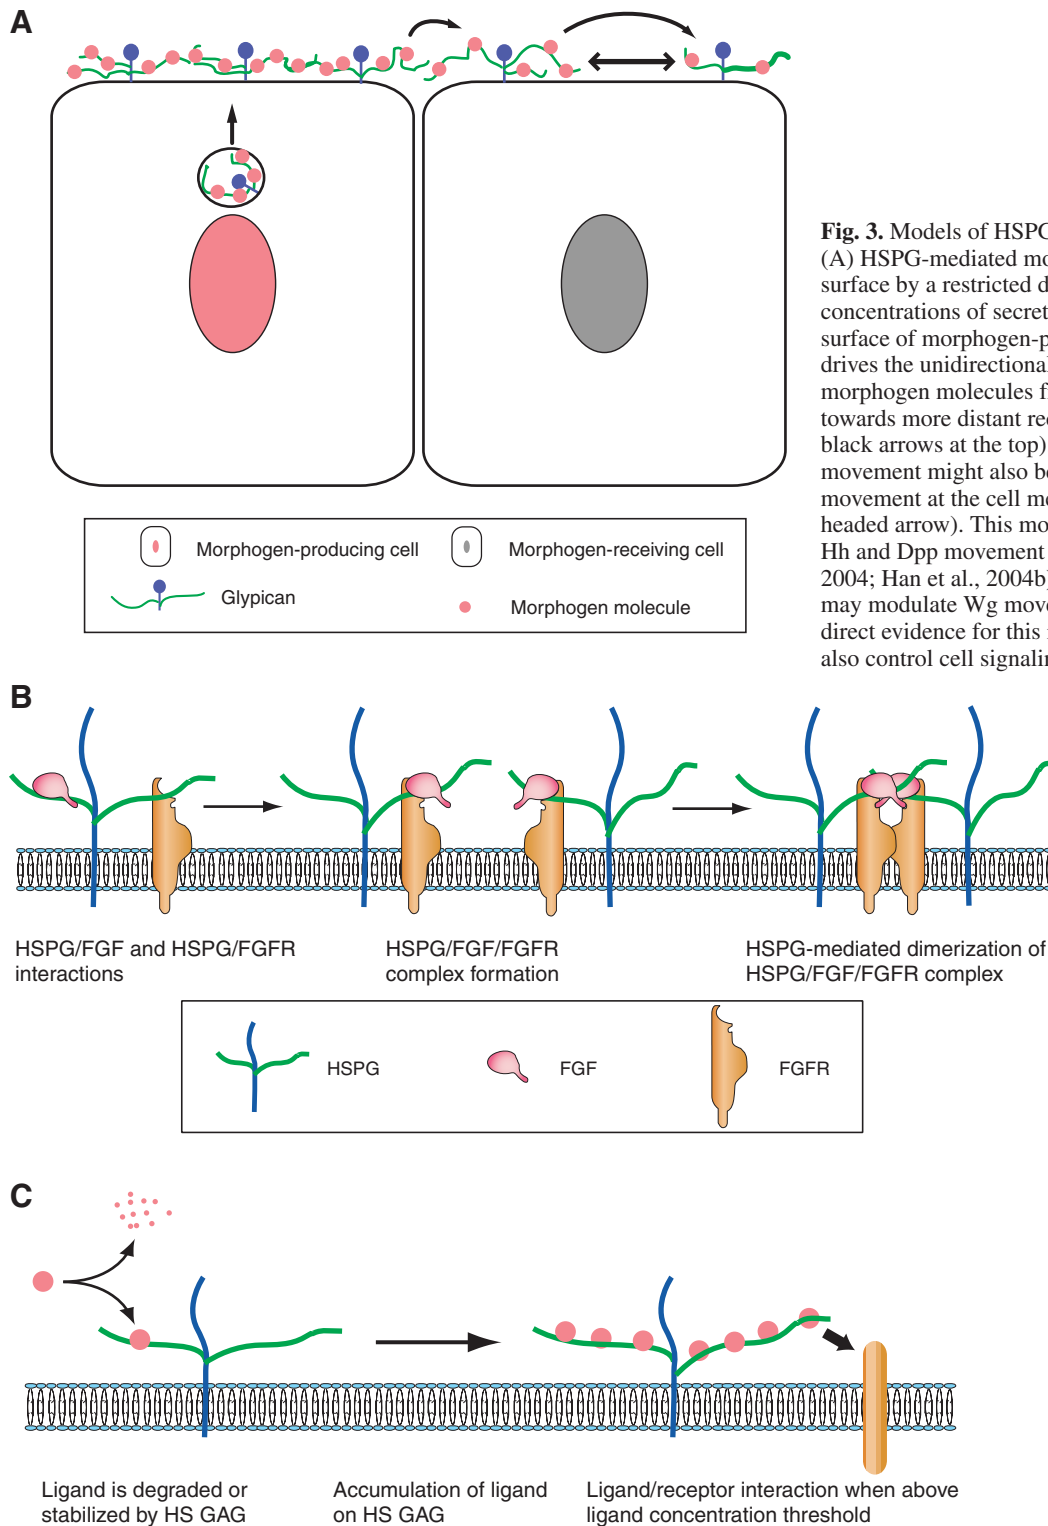 A
Fig. 3. Models of HSPG
(A) HSPG-mediated mo
surface by a restricted d
concentrations of secret
surface of morphogen-p
drives the unidirectional
morphogen molecules f
towards more distant rec
black arrows at the top)
movement might also be
movement at the cell me
headed arrow). This mo
Hh and Dpp movement
2004; Han et al., 2004b)
may modulate Wg move
direct evidence for this i
also control cell signalin
Morphogen-producing cell
Morphogen-receiving cell
Glypican
Morphogen molecule
B
HSPG/FGF and HSPG/FGFR
interactions
HSPG/FGF/FGFR
complex formation
HSPG-mediated dimerization of
HSPG/FGF/FGFR complex
HSPG
FGF
FGFR
C
Ligand is degraded or
stabilized by HS GAG
Accumulation of ligand
on HS GAG
Ligand/receptor interaction when above
ligand concentration threshold